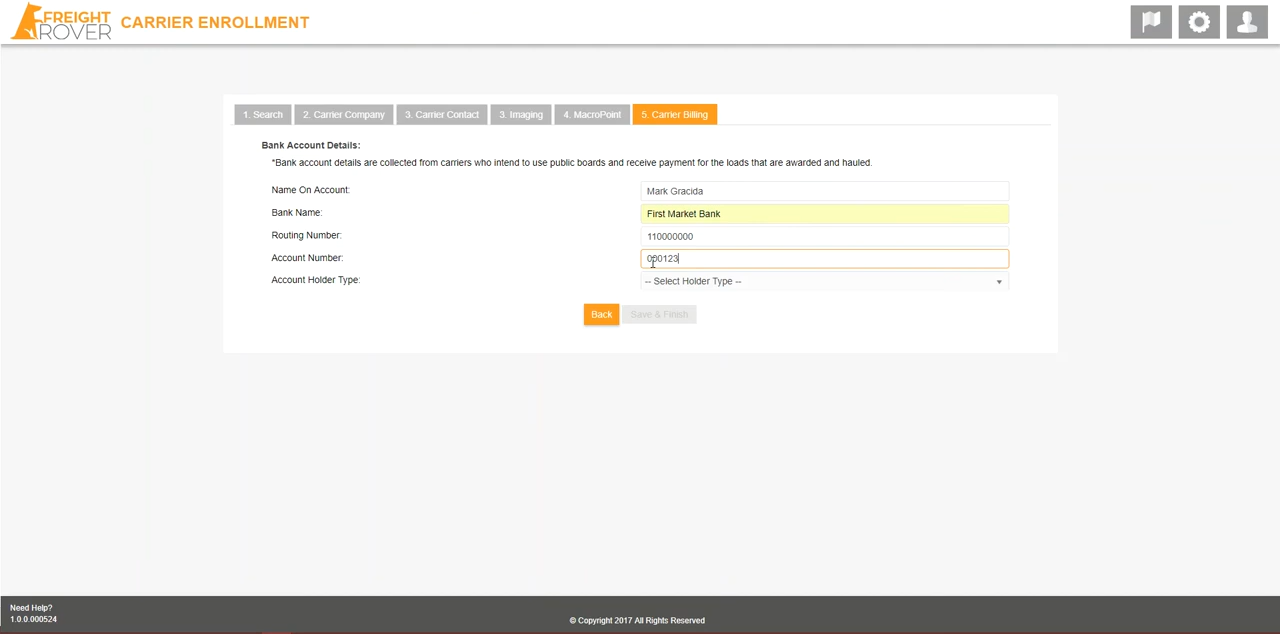 FREIGHT ROVER CARRIER ENROLLMENT
1. Search 2. Carrier Company 3. Carrier Contact 3. Imaging 4. MacroPoint 5. Carrier Billing
Bank Account Details:
*Bank account details are collected from carriers who intend to use public boards and receive payment for the loads that are awarded and hauled.
Name On Account: Mark Gracida
Bank Name: First Market Bank
Routing Number: 110000000
Account Number: 000123
Account Holder Type: -- Select Holder Type --
Back Save & Finish
Need Help?
1.0.0.000524
© Copyright 2017 All Rights Reserved